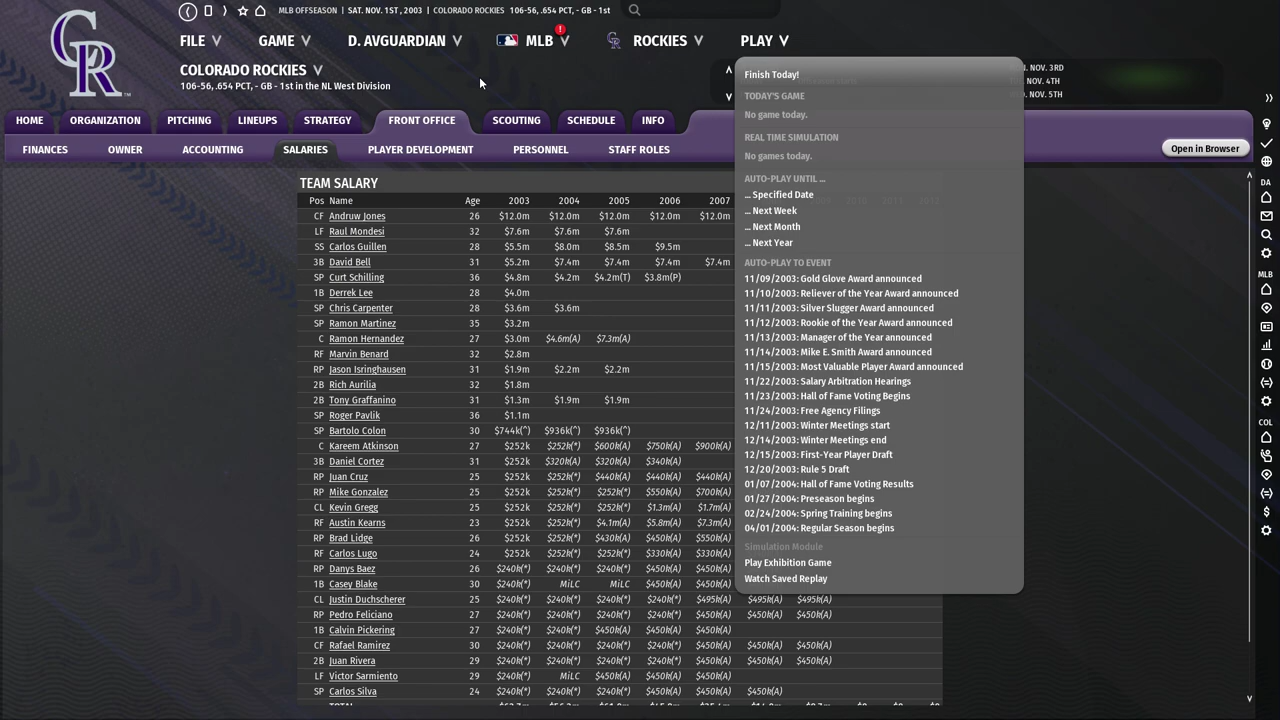 MLB OFFSEASON | SAT. NOV. 1ST, 2003 | COLORADO ROCKIES 106-56, .654 PCT, - GB - 1st
FILE GAME D. AVGUARDIAN MLB ROCKIES PLAY
COLORADO ROCKIES
106-56, .654 PCT, - GB - 1st in the NL West Division
NOV. 3RD
NOV. 4TH
NOV. 5TH
HOME ORGANIZATION PITCHING LINEUPS STRATEGY FRONT OFFICE SCOUTING SCHEDULE INFO
FINANCES OWNER ACCOUNTING SALARIES PLAYER DEVELOPMENT PERSONNEL STAFF ROLES Open in Browser
TEAM SALARY
Pos Name Age 2003 2004 2005 2006 2007
CF Andruw Jones 26 $12.0m $12.0m $12.0m $12.0m $12.0m
LF Raul Mondesi 32 $7.6m $7.6m $7.6m
SS Carlos Guillen 28 $5.5m $8.0m $8.5m $9.5m
3B David Bell 31 $5.2m $7.4m $7.4m $7.4m $7.4m
SP Curt Schilling 36 $4.8m $4.2m $4.2m(T) $3.8m(P)
1B Derrek Lee 28 $4.0m
SP Chris Carpenter 28 $3.6m $3.6m
SP Ramon Martinez 35 $3.2m
C Ramon Hernandez 27 $3.0m $4.6m(A) $7.3m(A)
RF Marvin Benard 32 $2.8m
RP Jason Isringhausen 31 $1.9m $2.2m $2.2m
2B Rich Aurilia 32 $1.8m
2B Tony Graffanino 31 $1.3m $1.9m $1.9m
SP Roger Pavlik 36 $1.1m
SP Bartolo Colon 30 $744k(^) $936k(^) $936k(^)
C Kareem Atkinson 27 $252k $252k(*) $600k(A) $750k(A) $900k(A)
3B Daniel Cortez 31 $252k $320k(A) $320k(A) $340k(A)
RP Juan Cruz 25 $252k $252k(*) $440k(A) $440k(A) $440k(A)
RP Mike Gonzalez 25 $252k $252k(*) $252k(*) $550k(A) $700k(A)
CL Kevin Gregg 25 $252k $252k(*) $252k(*) $1.3m(A) $1.7m(A)
RF Austin Kearns 23 $252k $252k(*) $4.1m(A) $5.8m(A) $7.3m(A)
RP Brad Lidge 26 $252k $252k(*) $430k(A) $450k(A) $550k(A)
RF Carlos Lugo 24 $252k $252k(*) $252k(*) $330k(A) $330k(A)
RP Danys Baez 26 $240k(*) $240k(*) $240k(*) $450k(A) $450k(A)
1B Casey Blake 30 $240k(*) MiLC MiLC $450k(A) $450k(A)
CL Justin Duchscherer 25 $240k(*) $240k(*) $240k(*) $240k(*) $495k(A) $495k(A) $495k(A)
RP Pedro Feliciano 27 $240k(*) $240k(*) $240k(*) $240k(*) $450k(A) $450k(A) $450k(A)
1B Calvin Pickering 27 $240k(*) $240k(*) $450k(A) $450k(A) $450k(A)
CF Rafael Ramirez 30 $240k(*) $240k(*) $240k(*) $240k(*) $450k(A) $450k(A) $450k(A)
2B Juan Rivera 29 $240k(*) $240k(*) $240k(*) $240k(*) $450k(A) $450k(A) $450k(A)
LF Victor Sarmiento 29 $240k(*) MiLC $450k(A) $450k(A) $450k(A)
SP Carlos Silva 24 $240k(*) $240k(*) $240k(*) $450k(A) $450k(A) $450k(A)
Finish Today!
TODAY'S GAME
No game today.
REAL TIME SIMULATION
No games today.
AUTO-PLAY UNTIL ...
... Specified Date
... Next Week
... Next Month
... Next Year
AUTO-PLAY TO EVENT
11/09/2003: Gold Glove Award announced
11/10/2003: Reliever of the Year Award announced
11/11/2003: Silver Slugger Award announced
11/12/2003: Rookie of the Year Award announced
11/13/2003: Manager of the Year announced
11/14/2003: Mike E. Smith Award announced
11/15/2003: Most Valuable Player Award announced
11/22/2003: Salary Arbitration Hearings
11/23/2003: Hall of Fame Voting Begins
11/24/2003: Free Agency Filings
12/11/2003: Winter Meetings start
12/14/2003: Winter Meetings end
12/15/2003: First-Year Player Draft
12/20/2003: Rule 5 Draft
01/07/2004: Hall of Fame Voting Results
01/27/2004: Preseason begins
02/24/2004: Spring Training begins
04/01/2004: Regular Season begins
Simulation Module
Play Exhibition Game
Watch Saved Replay
DA
MLB
COL